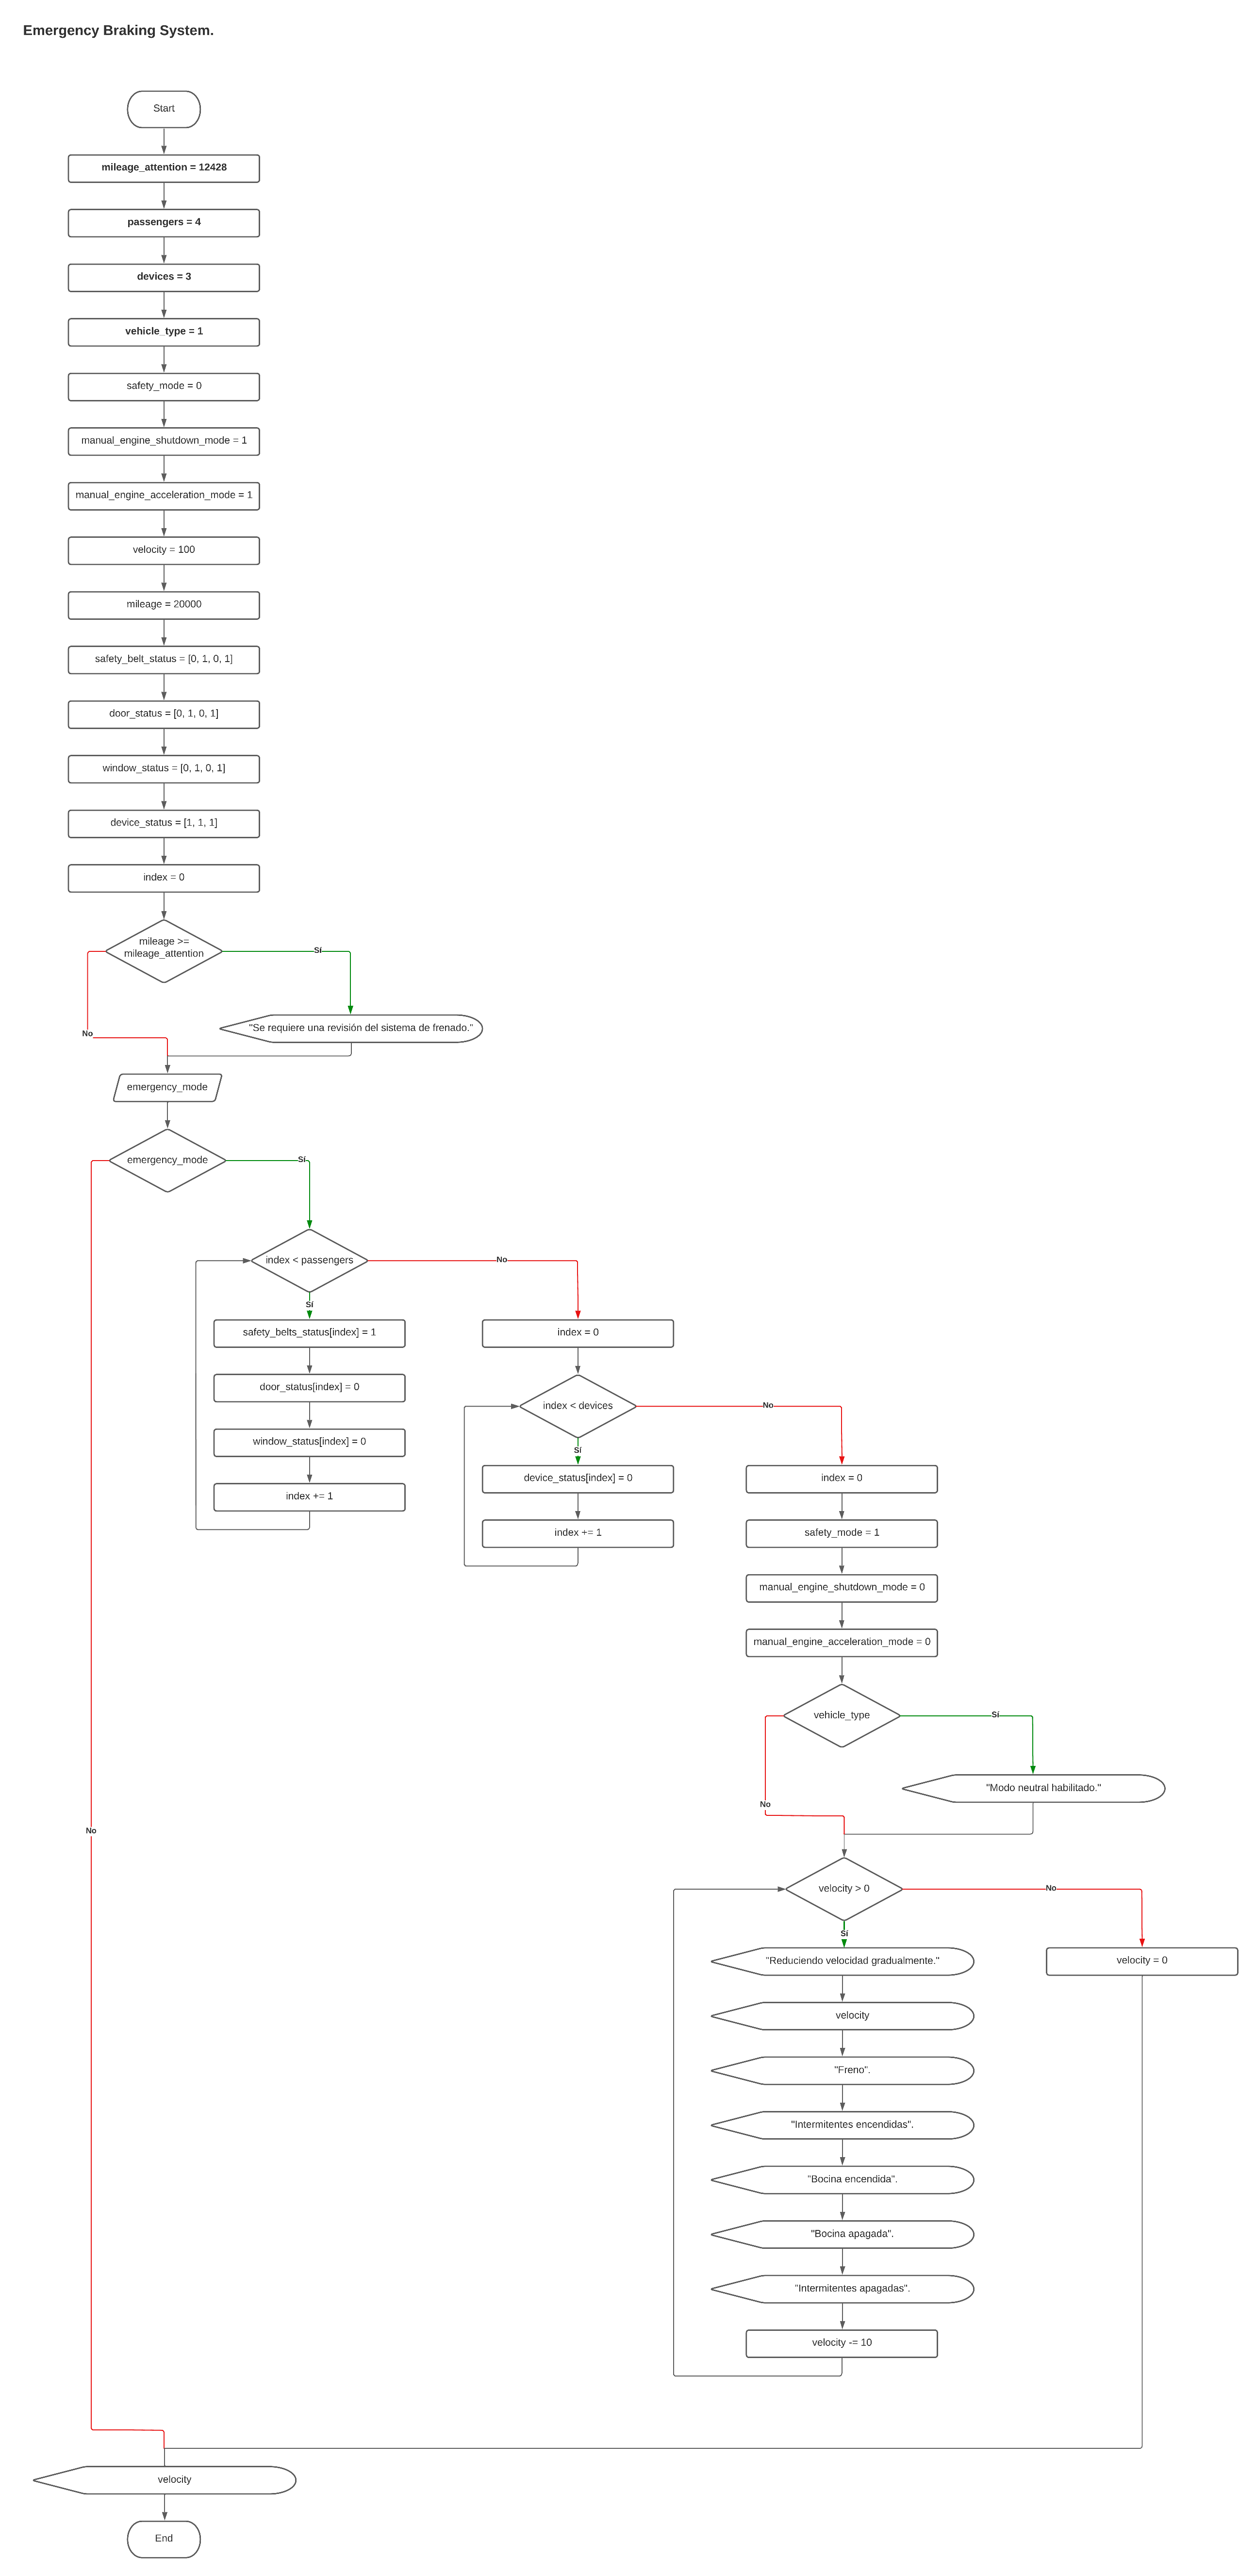 Emergency Braking System.
Start
mileage_attention = 12428
passengers = 4
devices = 3
vehicle_type = 1
safety_mode = 0
manual_engine_shutdown_mode = 1
manual_engine_acceleration_mode = 1
velocity = 100
mileage = 20000
safety_belt_status = [0, 1, 0, 1]
door_status = [0, 1, 0, 1]
window_status = [0, 1, 0, 1]
device_status = [1, 1, 1]
index = 0
mileage >=
mileage_attention
Sí
No
"Se requiere una revisión del sistema de frenado."
emergency_mode
emergency_mode
Sí
No
index < passengers
No
Sí
safety_belts_status[index] = 1
door_status[index] = 0
window_status[index] = 0
index += 1
index = 0
index < devices
No
Sí
device_status[index] = 0
index += 1
index = 0
safety_mode = 1
manual_engine_shutdown_mode = 0
manual_engine_acceleration_mode = 0
vehicle_type
Sí
No
"Modo neutral habilitado."
velocity > 0
No
Sí
"Reduciendo velocidad gradualmente."
velocity
"Freno".
"Intermitentes encendidas".
"Bocina encendida".
"Bocina apagada".
"Intermitentes apagadas".
velocity -= 10
velocity = 0
velocity
End